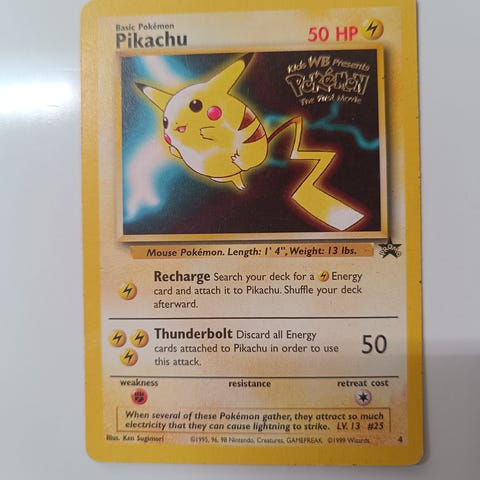 Basic Pokémon
Pikachu
50 HP
Kids WB Presents
POKéMON
The First Movie
Mouse Pokémon. Length: 1' 4", Weight: 13 lbs.
PROMO
Recharge Search your deck for a Energy
card and attach it to Pikachu. Shuffle your deck
afterward.
Thunderbolt Discard all Energy
cards attached to Pikachu in order to use
this attack.
50
weakness
resistance
retreat cost
When several of these Pokémon gather, they attract so much
electricity that they can cause lightning to strike. LV. 13 #25
Illus. Ken Sugimori
©1995, 96, 98 Nintendo, Creatures, GAMEFREAK ©1999 Wizards.
4